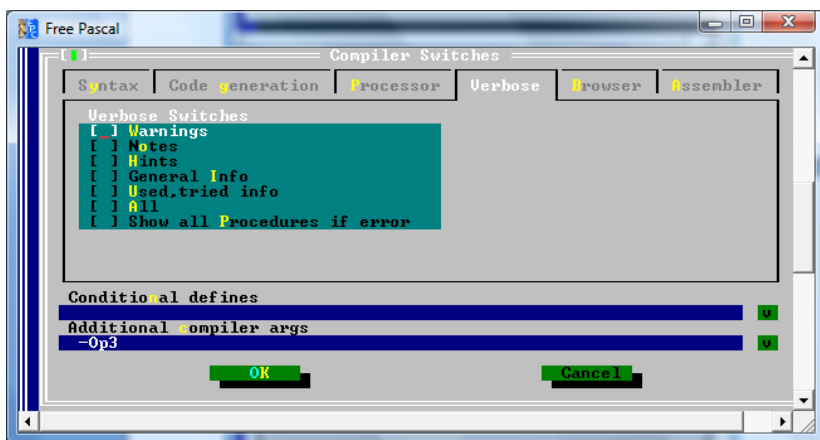 Free Pascal
[■] Compiler Switches
Syntax Code generation Processor Verbose Browser Assembler
Verbose Switches
[_] Warnings
[ ] Notes
[ ] Hints
[ ] General Info
[ ] Used,tried info
[ ] All
[ ] Show all Procedures if error
Conditional defines
v
Additional compiler args
-Op3 v
OK Cancel